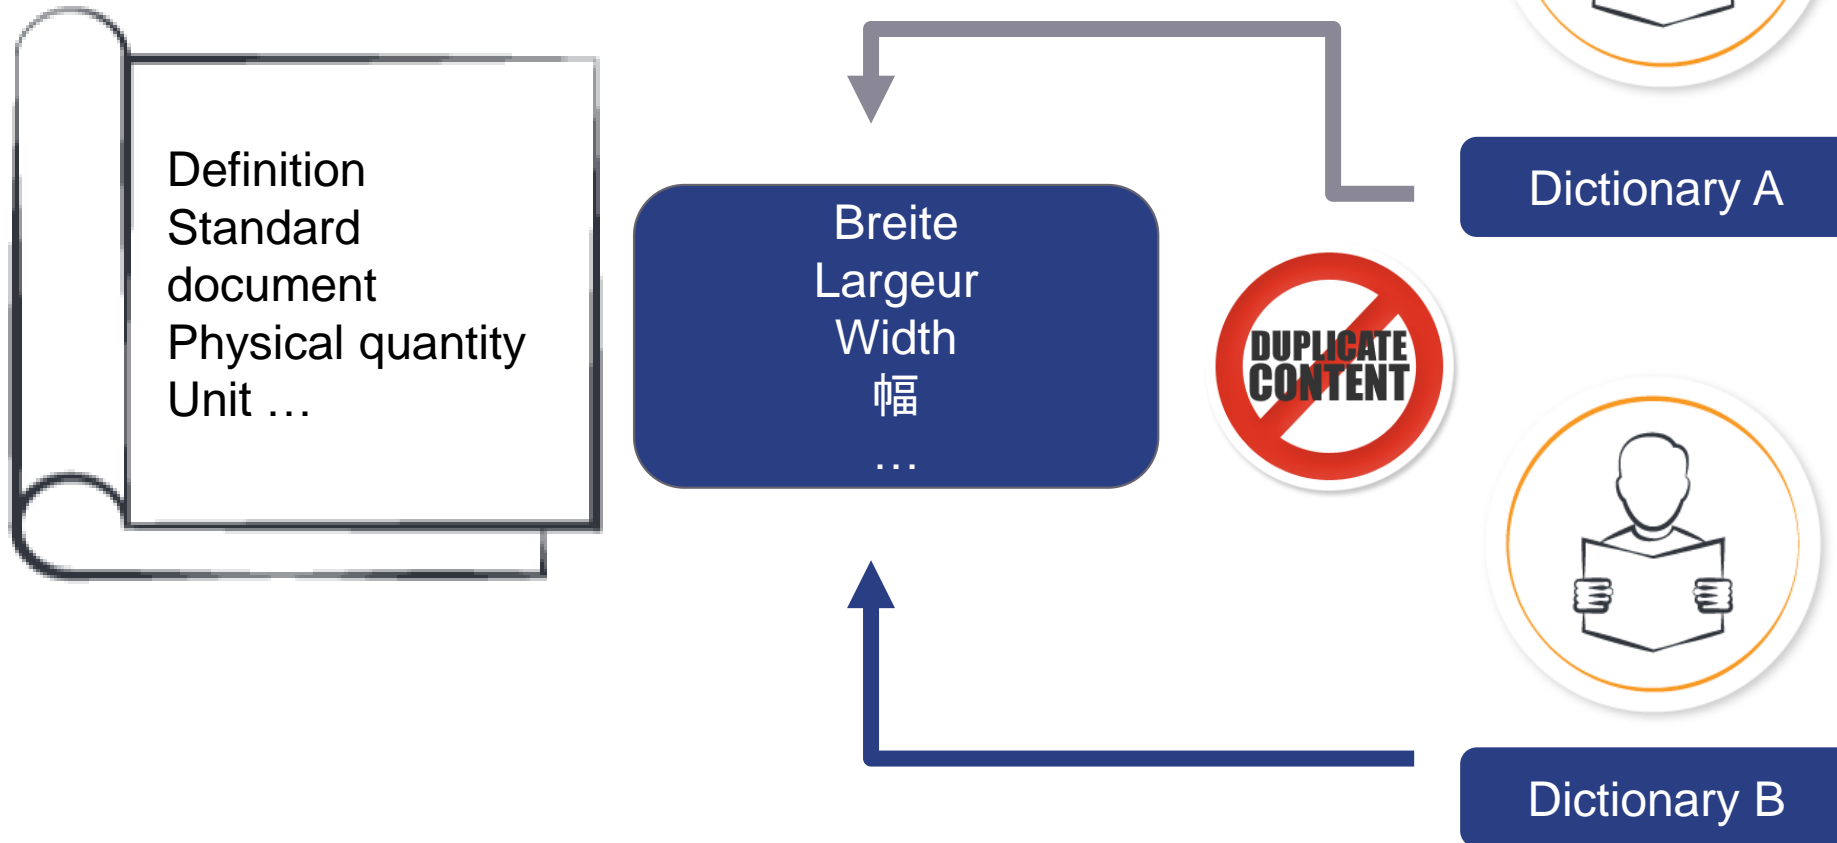 Definition
Standard
document
Physical quantity
Unit …
Breite
Largeur
Width
幅
…
Dictionary A
DUPLICATE
CONTENT
Dictionary B